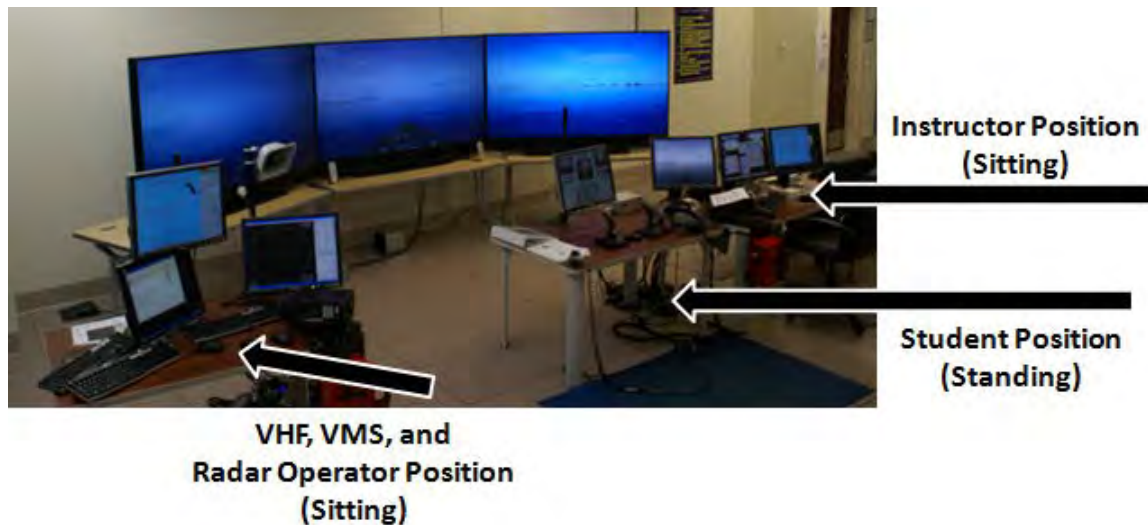 Instructor Position
(Sitting)
Student Position
(Standing)
VHF, VMS, and
Radar Operator Position
(Sitting)